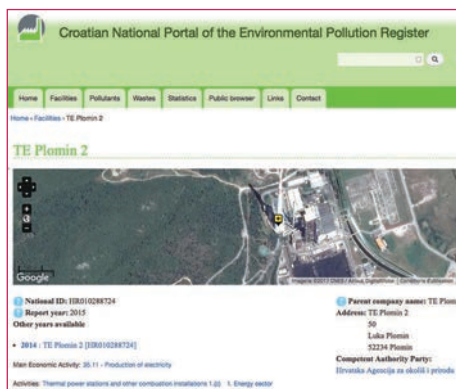 Croatian National Portal of the Environmental Pollution Register
Home Facilities Pollutants Wastes Statistics Public browser Links Contact
Home › Facilities › TE Plomin 2
TE Plomin 2
Google
National ID: HR010288724
Report year: 2015
Other years available
• 2014 : TE Plomin 2 [HR010288724]
Main Economic Activity: 35.11 - Production of electricity
Activities: Thermal power stations and other combustion installations 1.(c) 1. Energy sector
Parent company name: TE Plom
Address: TE Plomin 2
50
Luka Plomin
52234 Plomin
Competent Authority Party:
Hrvatska Agencija za okoliš i prirodu